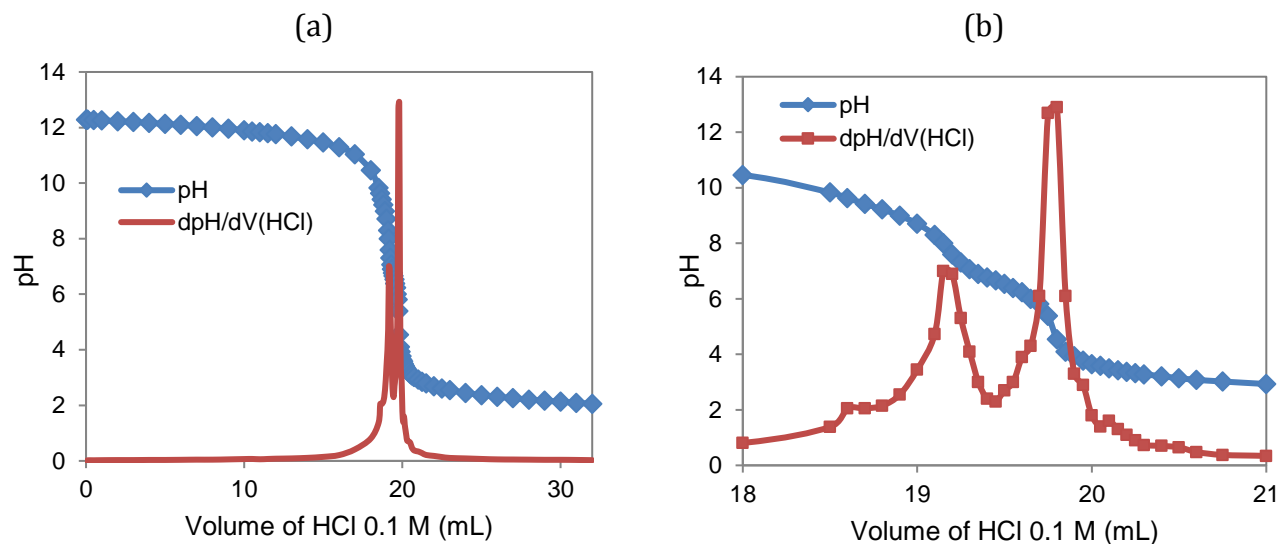 (a)
14
12
10
8
6
4
2
0
pH
pH
dpH/dV(HCl)
0 10 20 30
Volume of HCl 0.1 M (mL)
(b)
14
12
10
8
6
4
2
0
pH
pH
dpH/dV(HCl)
18 19 20 21
Volume of HCl 0.1 M (mL)